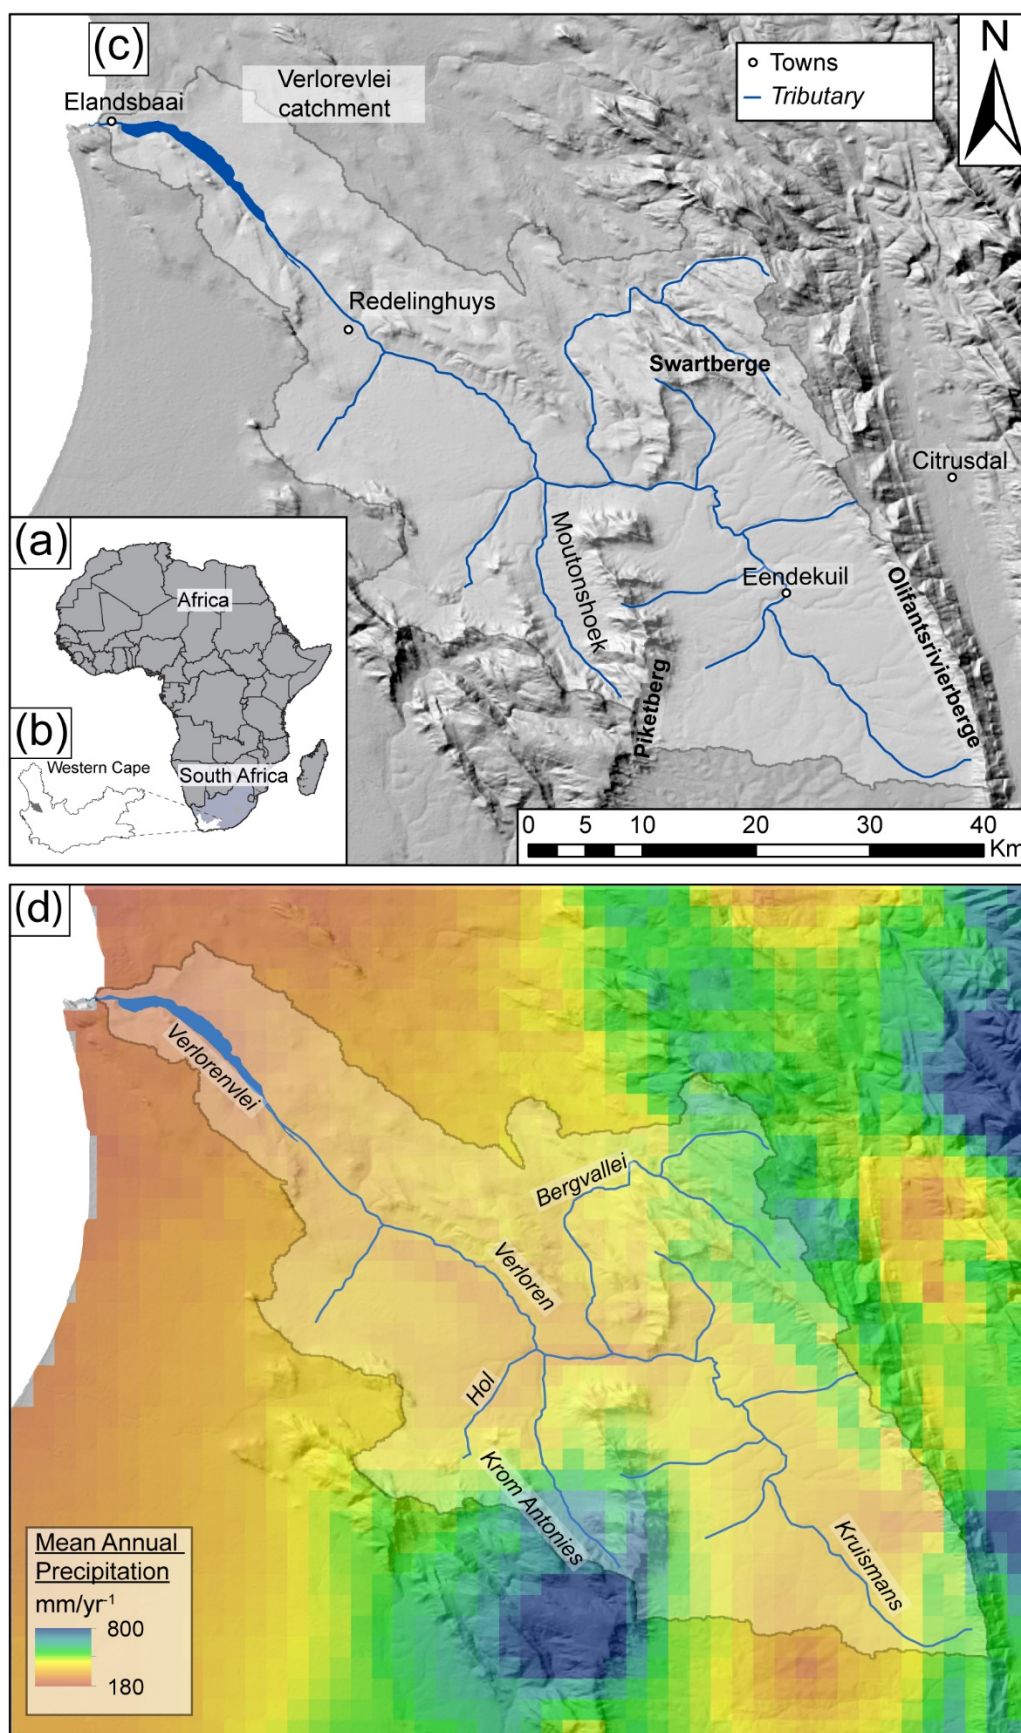 (c)
Verlorevlei
catchment
N
Towns
Tributary
Elandsbaai
Redelinghuys
Swartberge
Citrusdal
Moutonshoek
Eendekuil
Olifantsrivierberge
Piketberg
(a)
Africa
(b)
Western Cape
South Africa
0 5 10 20 30 40
Km
(d)
Verlorenvlei
Bergvallei
Verloren
Hol
Krom Antonies
Kruismans
Mean Annual
Precipitation
mm/yr⁻¹
800
180